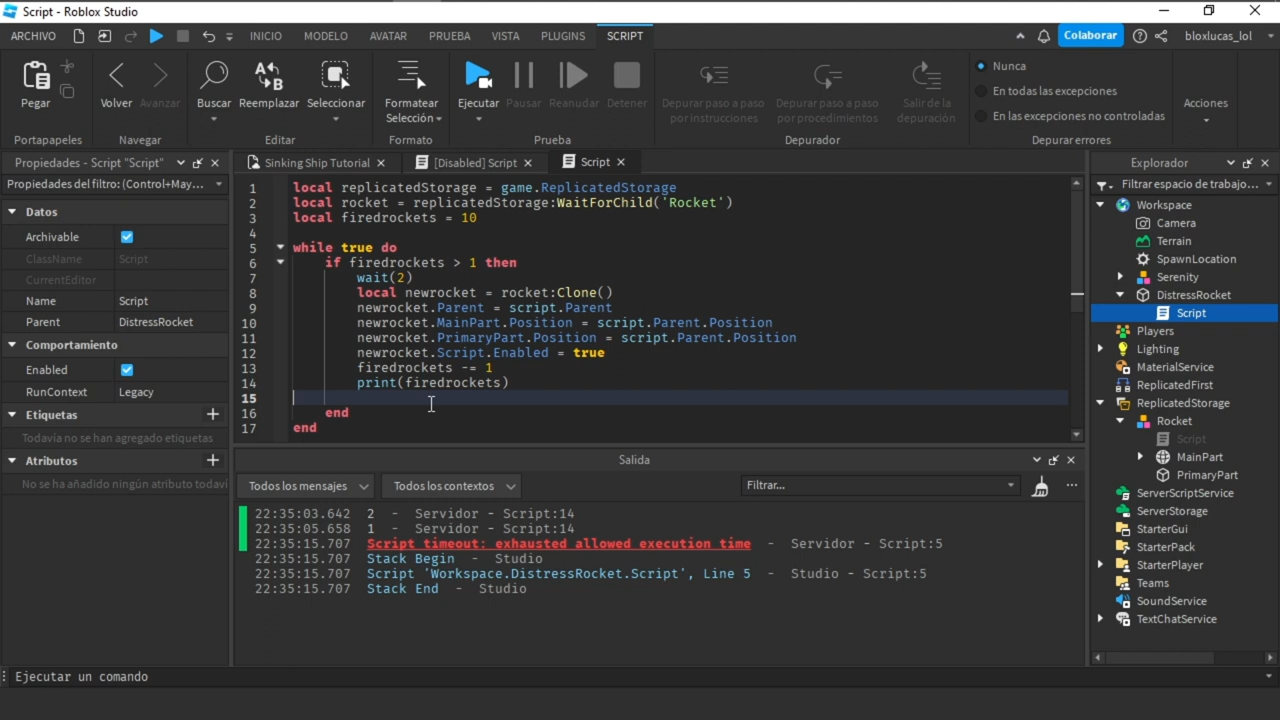 Script - Roblox Studio
ARCHIVO
INICIO
MODELO
AVATAR
PRUEBA
VISTA
PLUGINS
SCRIPT
Colaborar
bloxlucas_lol
Pegar
Volver
Avanzar
Buscar
Reemplazar
Seleccionar
Formatear
Selección
Ejecutar
Pausar
Reanudar
Detener
Depurar paso a paso
por instrucciones
Depurar paso a paso
por procedimientos
Salir de la
depuración
Nunca
En todas las excepciones
En las excepciones no controladas
Acciones
Portapapeles
Navegar
Editar
Formato
Prueba
Depurador
Depurar errores
Propiedades - Script "Script"
Propiedades del filtro: (Control+May...
Datos
Archivable
ClassName Script
CurrentEditor
Name Script
Parent DistressRocket
Comportamiento
Enabled
RunContext Legacy
Etiquetas
Todavía no se han agregado etiquetas
Atributos
No se ha añadido ningún atributo todaví
Sinking Ship Tutorial
[Disabled] Script
Script
1 local replicatedStorage = game.ReplicatedStorage
2 local rocket = replicatedStorage:WaitForChild('Rocket')
3 local firedrockets = 10
4
5 while true do
6 if firedrockets > 1 then
7 wait(2)
8 local newrocket = rocket:Clone()
9 newrocket.Parent = script.Parent
10 newrocket.MainPart.Position = script.Parent.Position
11 newrocket.PrimaryPart.Position = script.Parent.Position
12 newrocket.Script.Enabled = true
13 firedrockets -= 1
14 print(firedrockets)
15
16 end
17 end
Salida
Todos los mensajes
Todos los contextos
Filtrar...
22:35:03.642 2 - Servidor - Script:14
22:35:05.658 1 - Servidor - Script:14
22:35:15.707 Script timeout: exhausted allowed execution time - Servidor - Script:5
22:35:15.707 Stack Begin - Studio
22:35:15.707 Script 'Workspace.DistressRocket.Script', Line 5 - Studio - Script:5
22:35:15.707 Stack End - Studio
Explorador
Filtrar espacio de trabajo...
Workspace
Camera
Terrain
SpawnLocation
Serenity
DistressRocket
Script
Players
Lighting
MaterialService
ReplicatedFirst
ReplicatedStorage
Rocket
Script
MainPart
PrimaryPart
ServerScriptService
ServerStorage
StarterGui
StarterPack
StarterPlayer
Teams
SoundService
TextChatService
Ejecutar un comando